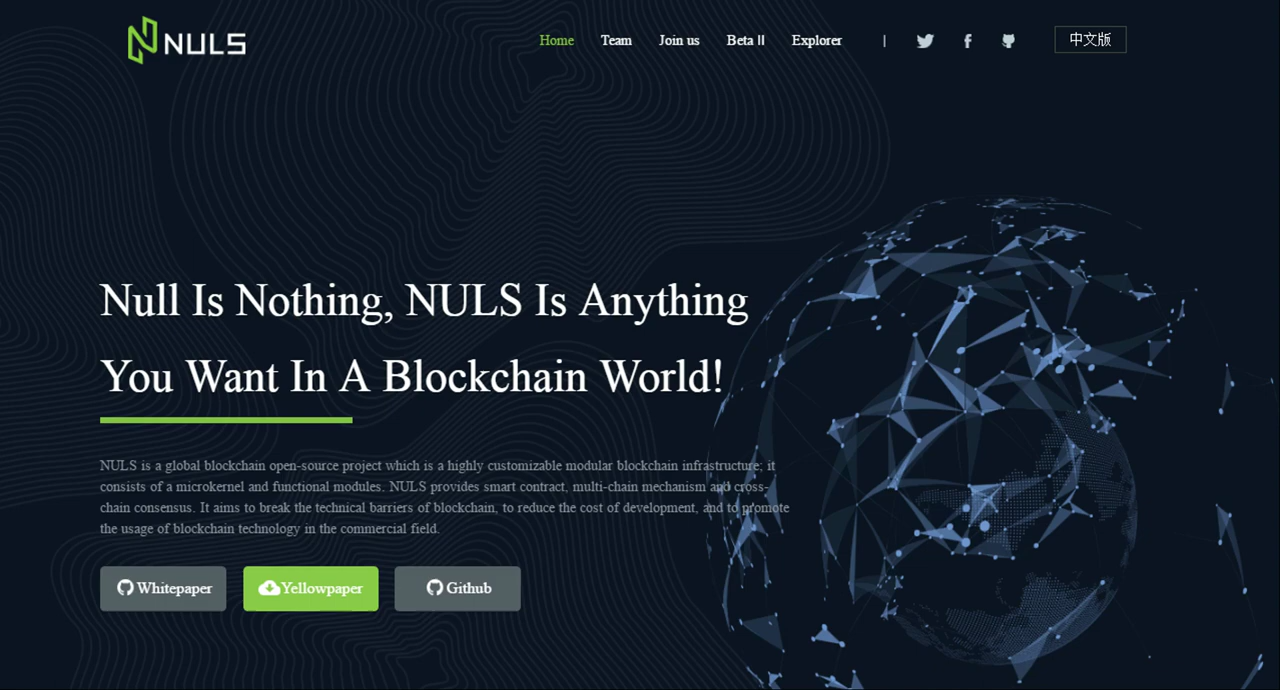 NULS
Home Team Join us Beta II Explorer | 中文版
Null Is Nothing, NULS Is Anything
You Want In A Blockchain World!
NULS is a global blockchain open-source project which is a highly customizable modular blockchain infrastructure; it
consists of a microkernel and functional modules. NULS provides smart contract, multi-chain mechanism and cross-
chain consensus. It aims to break the technical barriers of blockchain, to reduce the cost of development, and to promote
the usage of blockchain technology in the commercial field.
Whitepaper Yellowpaper Github